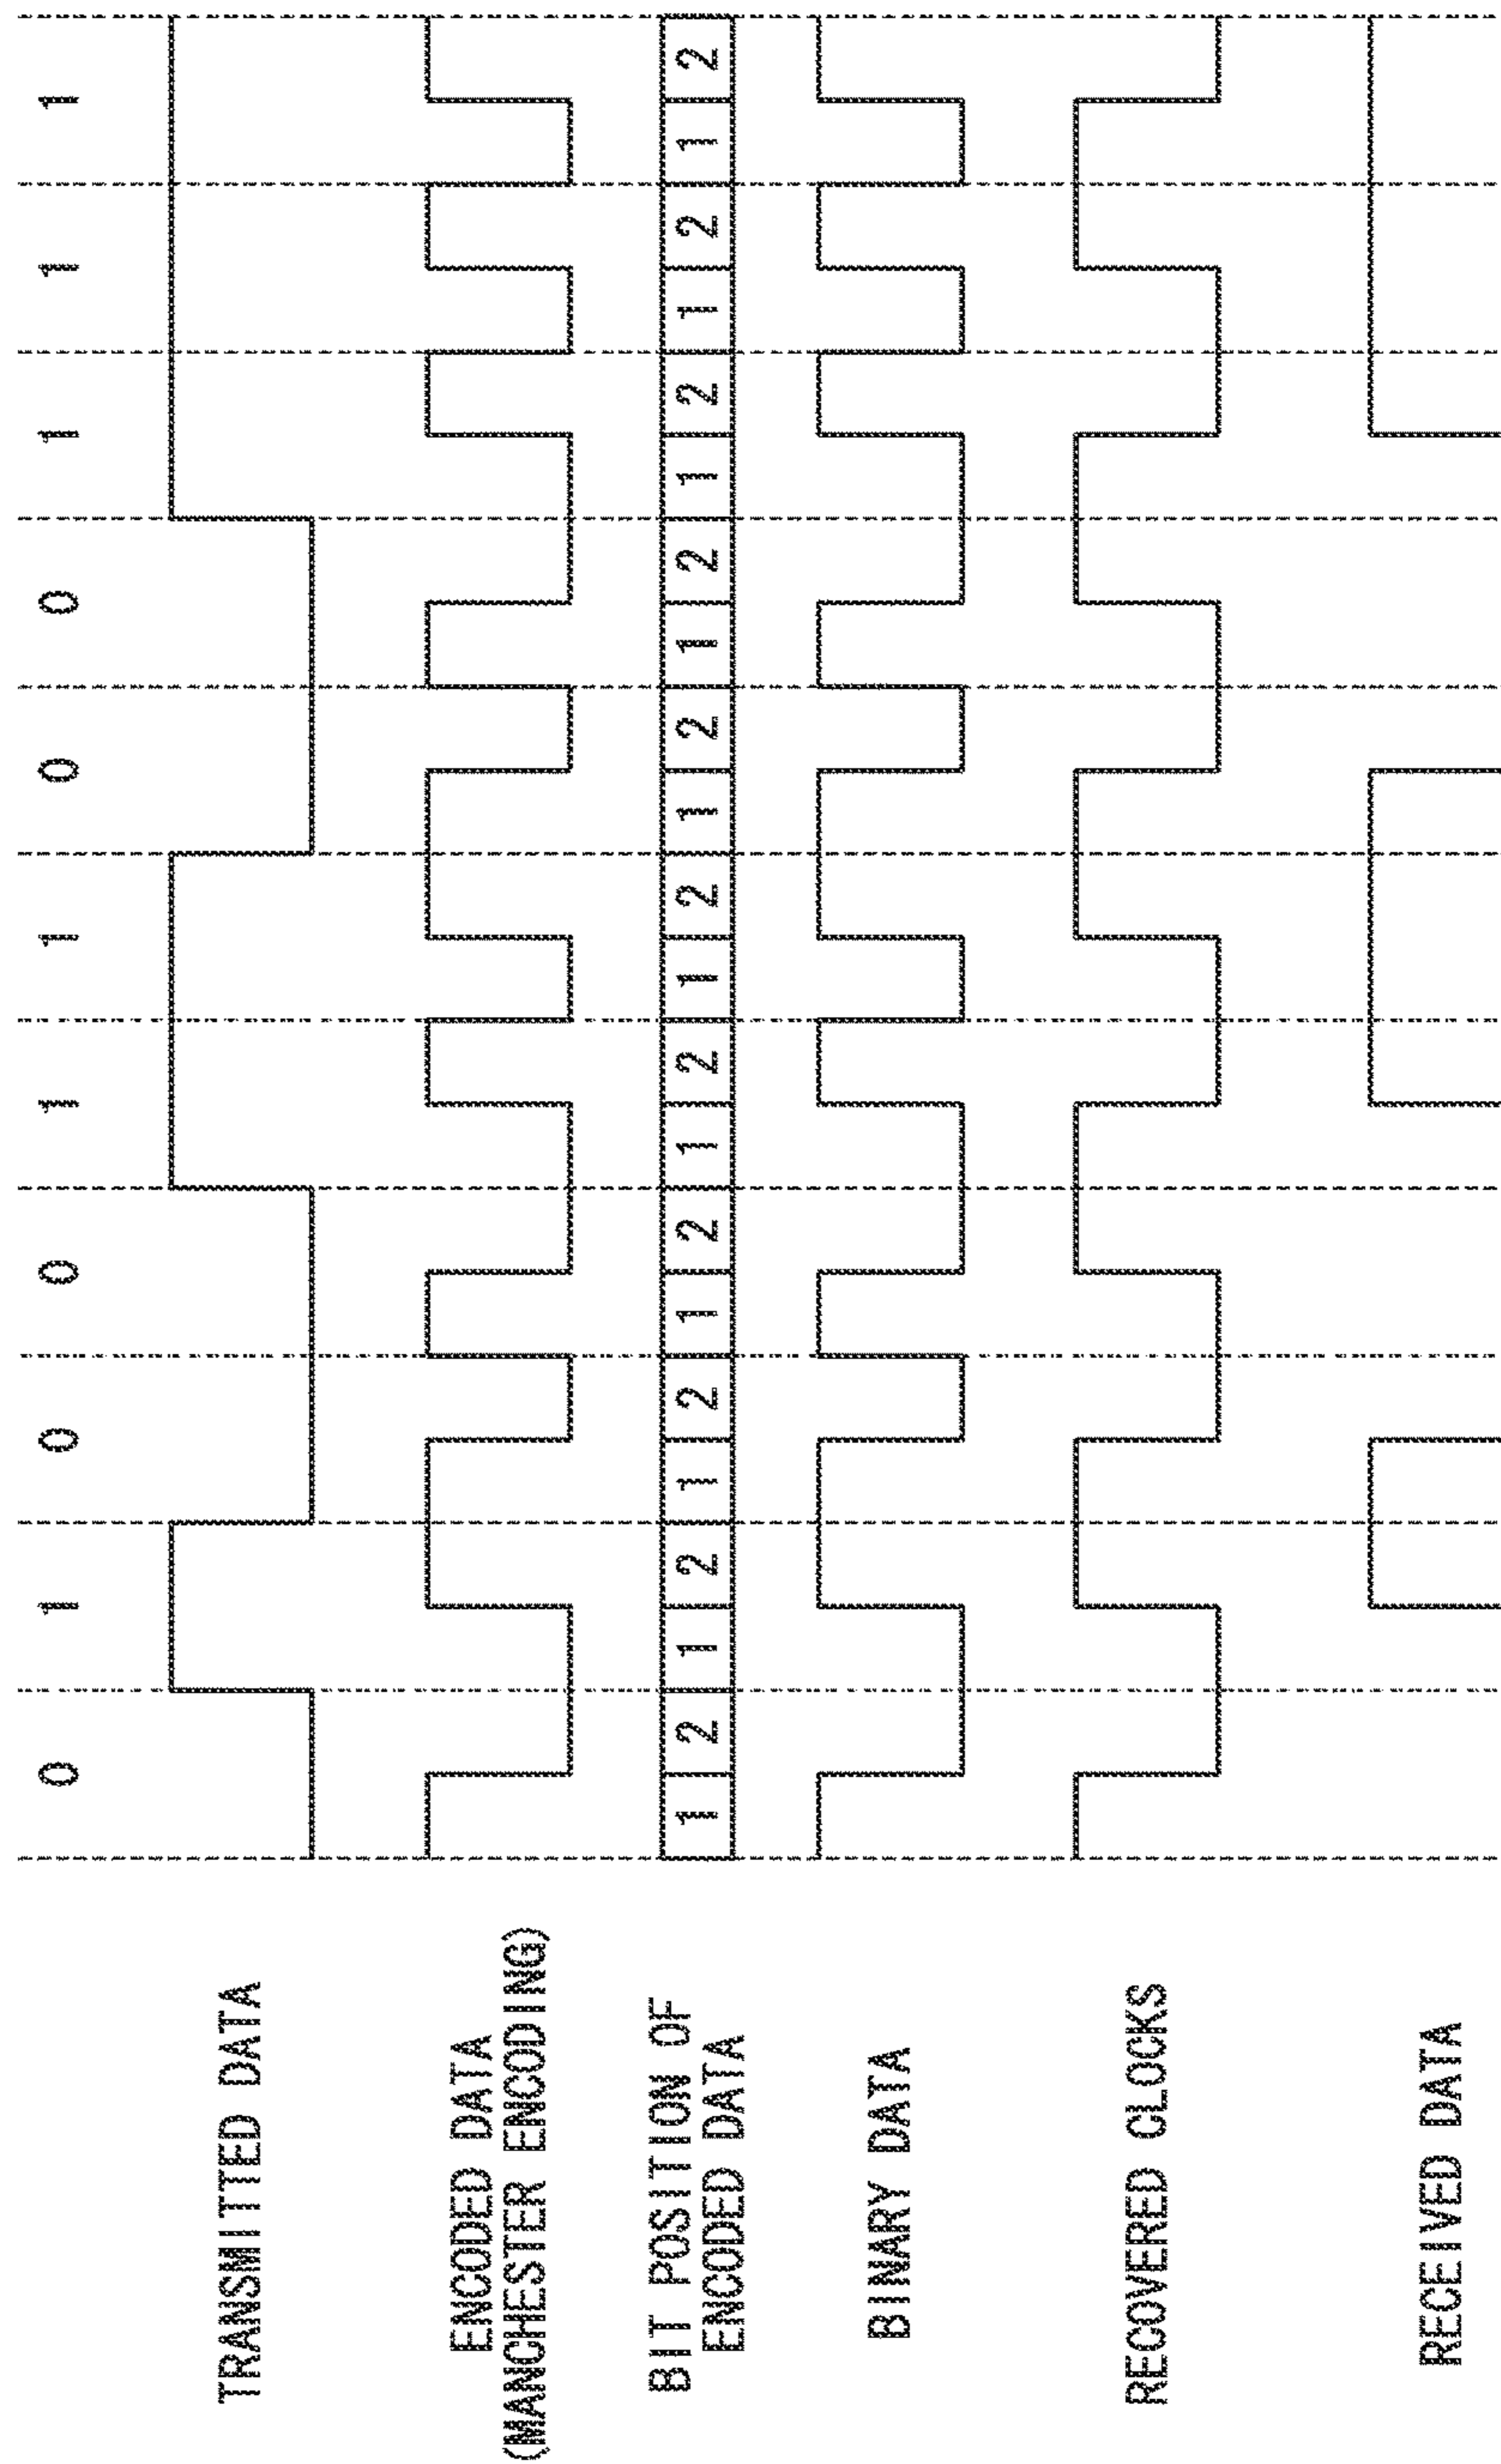 0 1 0 0 1 1 0 0 1 1 1
TRANSMITTED DATA
ENCODED DATA
(MANCHESTER ENCODING)
BIT POSITION OF
ENCODED DATA
1 2 1 2 1 2 1 2 1 2 1 2 1 2 1 2 1 2 1 2 1 2
BINARY DATA
RECOVERED CLOCKS
RECEIVED DATA